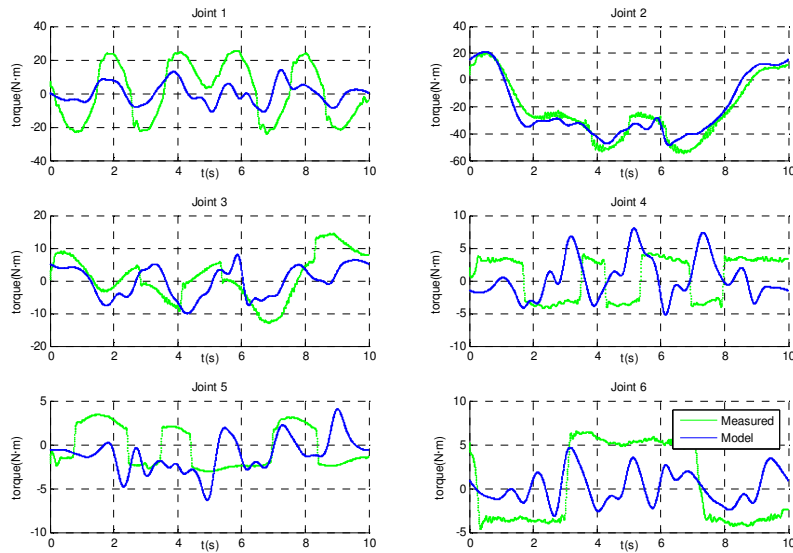 Joint 1
Joint 2
torque(N·m)
40
20
0
-20
-40
0 2 4 6 8 10
t(s)
torque(N·m)
40
20
0
-20
-40
-60
0 2 4 6 8 10
t(s)
Joint 3
Joint 4
torque(N·m)
20
10
0
-10
-20
0 2 4 6 8 10
t(s)
torque(N·m)
10
5
0
-5
-10
0 2 4 6 8 10
t(s)
Joint 5
Joint 6
torque(N·m)
5
0
-5
-10
0 2 4 6 8 10
t(s)
torque(N·m)
10
5
0
-5
0 2 4 6 8 10
t(s)
Measured
Model